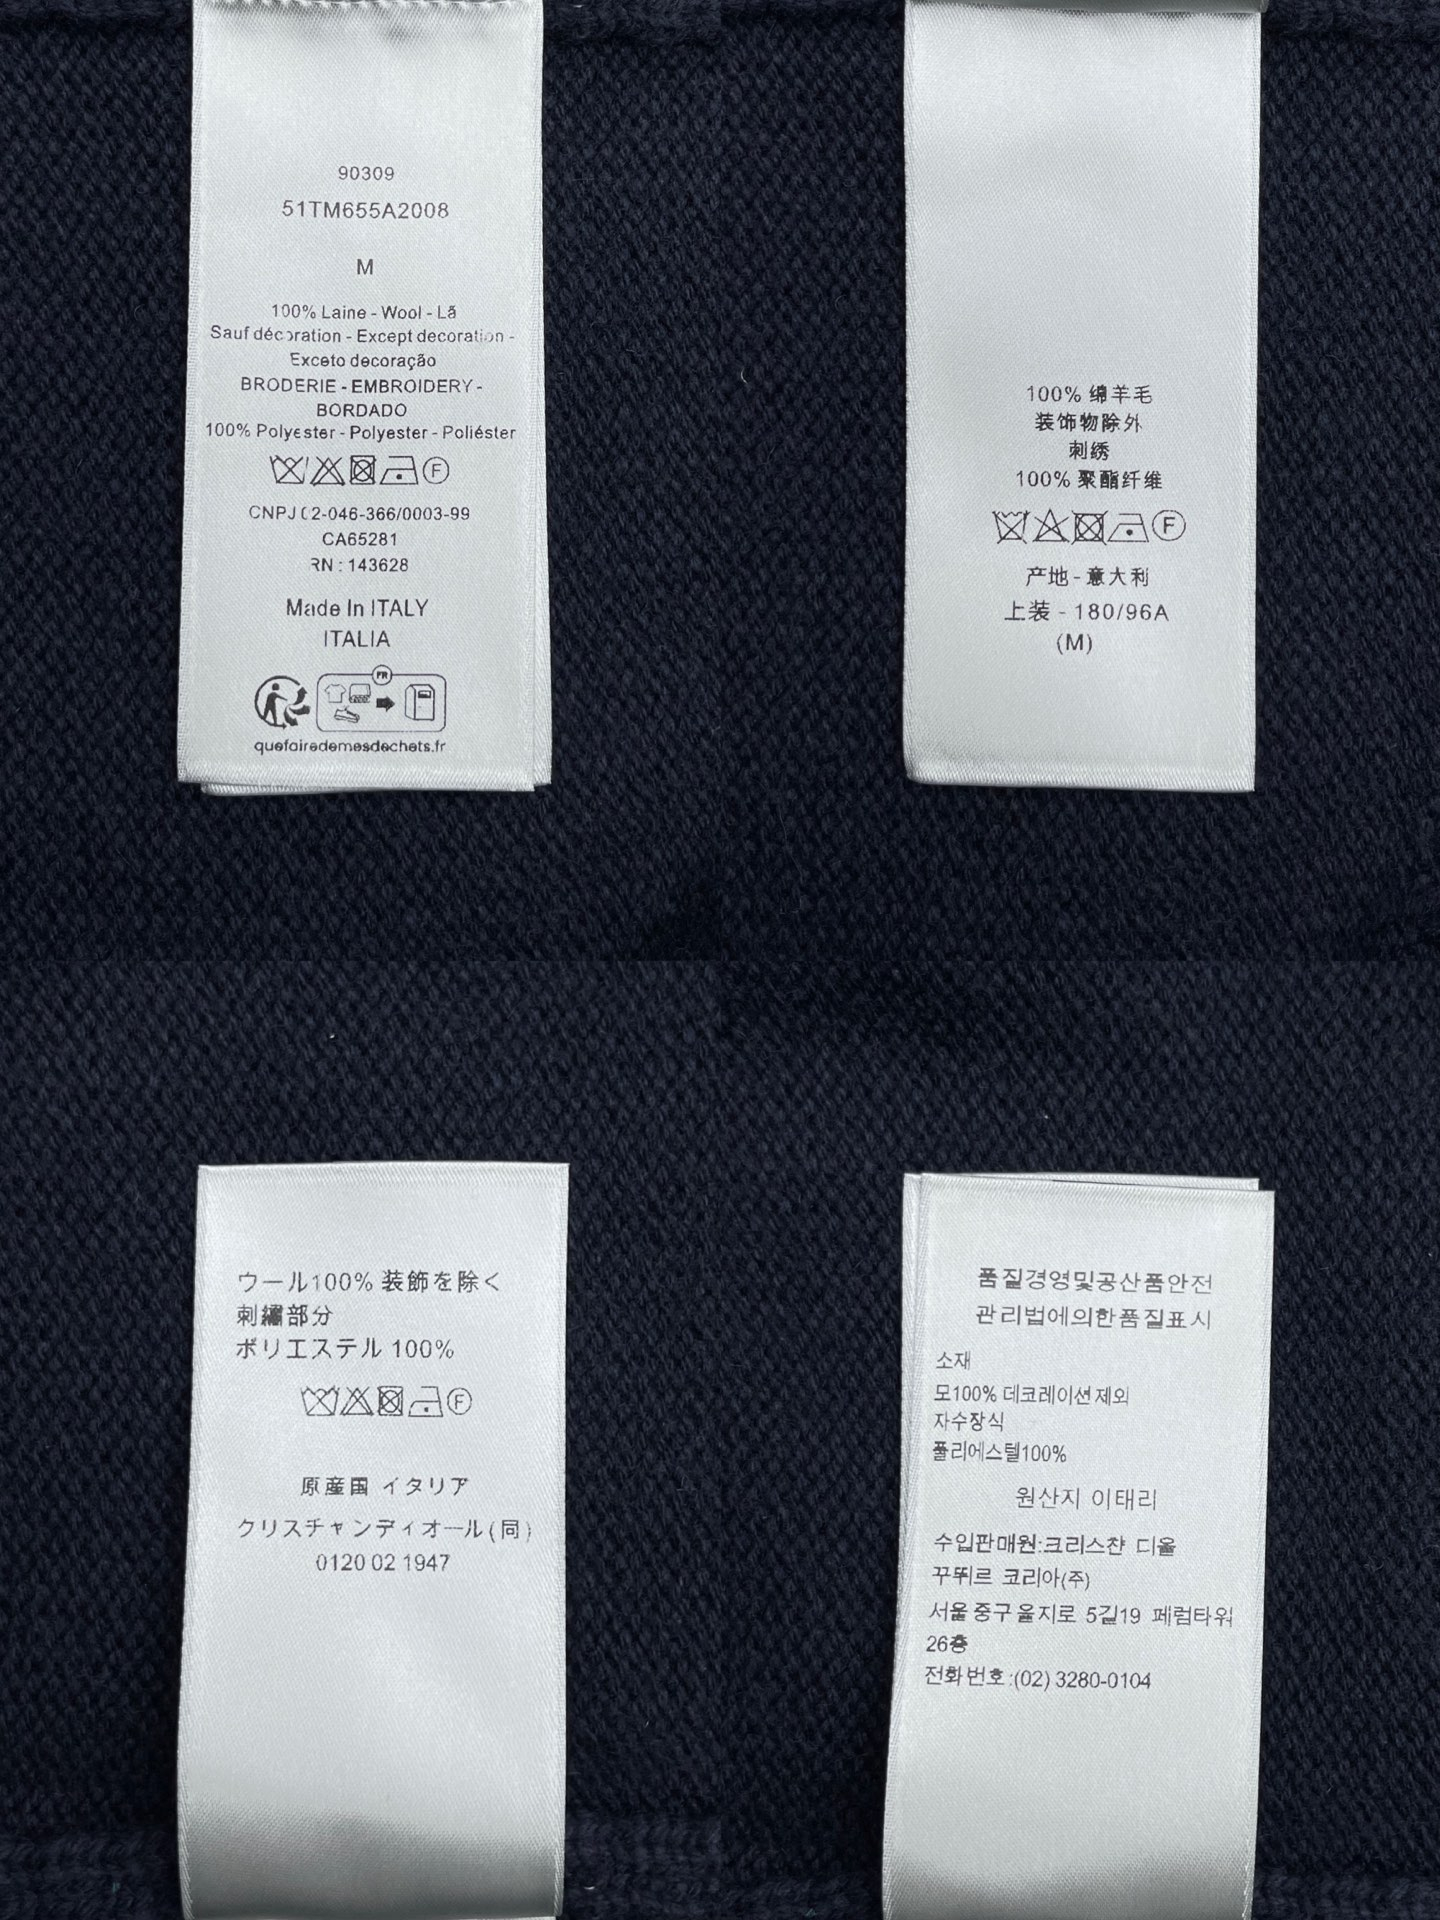 90309
51TM655A2008
M
100% Laine - Wool - Lã
Sauf décoration - Except decoration -
Exceto decoração
BRODERIE - EMBROIDERY -
BORDADO
100% Polyester - Polyester - Poliéster
F
CNPJ 02-046-366/0003-99
CA65281
RN : 143628
Made In ITALY
ITALIA
FR
quefairedemesdechets.fr
100% 绵羊毛
装饰物除外
刺绣
100% 聚酯纤维
F
产地 - 意大利
上装 - 180/96A
(M)
ウール100% 装飾を除く
刺繍部分
ポリエステル 100%
F
原産国 イタリア
クリスチャンディオール(同)
0120 02 1947
품질경영및공산품안전
관리법에의한품질표시
소재
모100% 데코레이션제외
자수장식
폴리에스텔100%
원산지 이태리
수입판매원:크리스챤 디올
꾸뛰르 코리아(주)
서울중구을지로 5길19 페럼타워
26층
전화번호:(02) 3280-0104